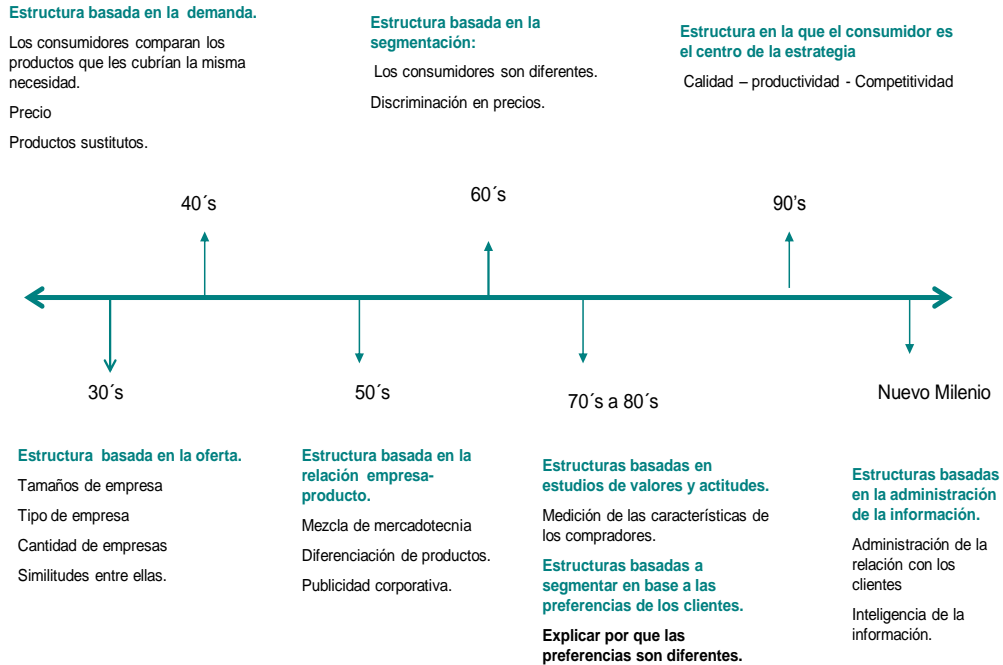 Estructura basada en la demanda.
Los consumidores comparan los
productos que les cubrían la misma
necesidad.
Precio
Productos sustitutos.
Estructura basada en la
segmentación:
Los consumidores son diferentes.
Discriminación en precios.
Estructura en la que el consumidor es
el centro de la estrategia
Calidad – productividad - Competitividad
40´s
60´s
90’s
30´s
50´s
70´s a 80´s
Nuevo Milenio
Estructura basada en la oferta.
Tamaños de empresa
Tipo de empresa
Cantidad de empresas
Similitudes entre ellas.
Estructura basada en la
relación empresa-
producto.
Mezcla de mercadotecnia
Diferenciación de productos.
Publicidad corporativa.
Estructuras basadas en
estudios de valores y actitudes.
Medición de las características de
los compradores.
Estructuras basadas a
segmentar en base a las
preferencias de los clientes.
Explicar por que las
preferencias son diferentes.
Estructuras basadas
en la administración
de la información.
Administración de la
relación con los
clientes
Inteligencia de la
información.